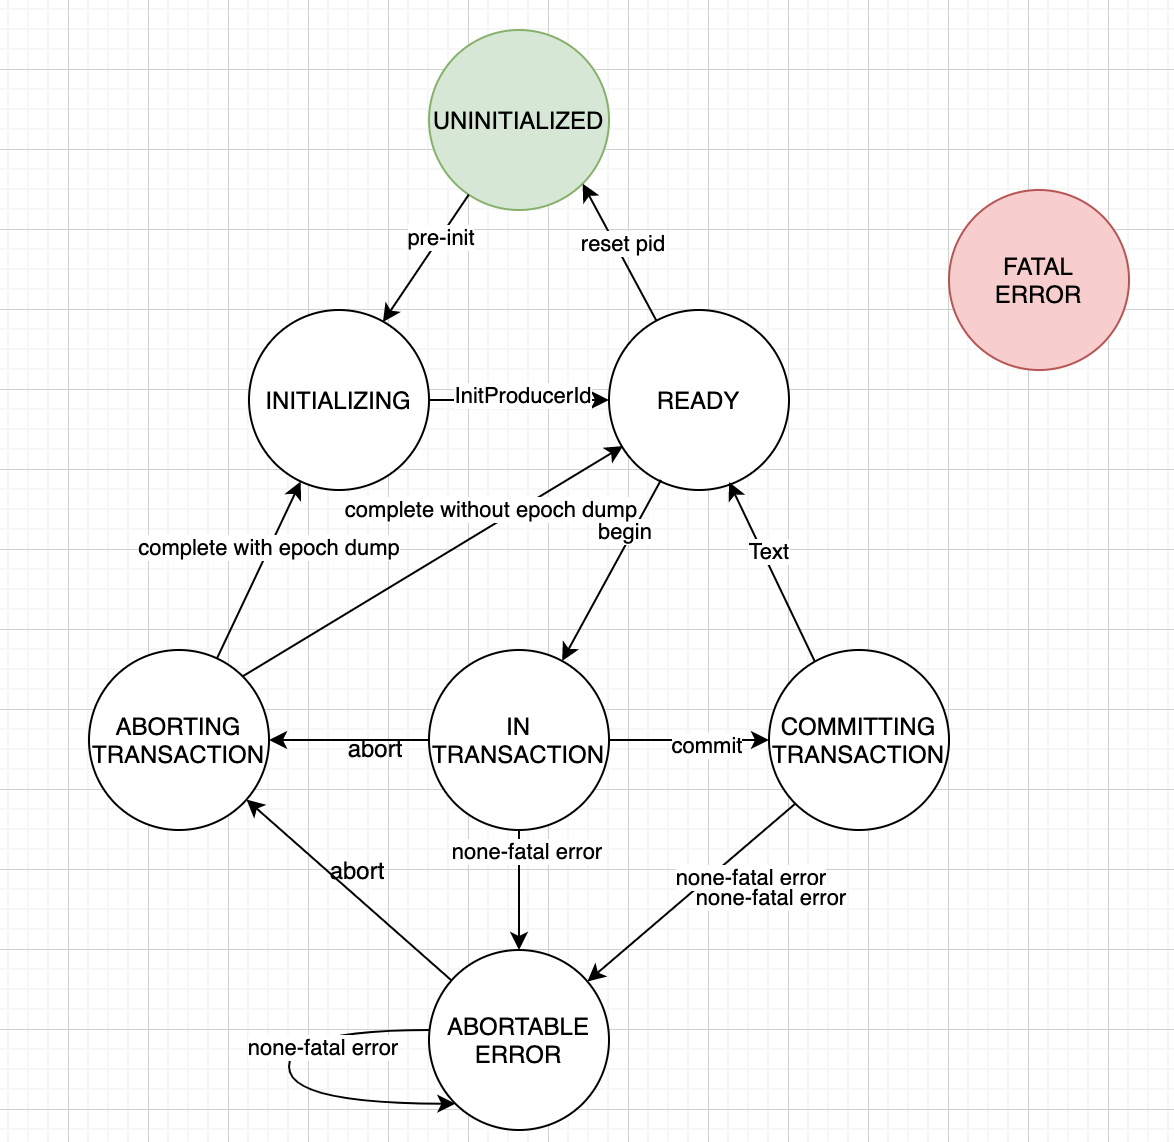 UNINITIALIZED
pre-init
reset pid
FATAL
ERROR
INITIALIZING
InitProducerId
READY
complete without epoch dump
begin
complete with epoch dump
Text
ABORTING
TRANSACTION
abort
IN
TRANSACTION
commit
COMMITTING
TRANSACTION
none-fatal error
abort
none-fatal error
none-fatal error
ABORTABLE
ERROR
none-fatal error